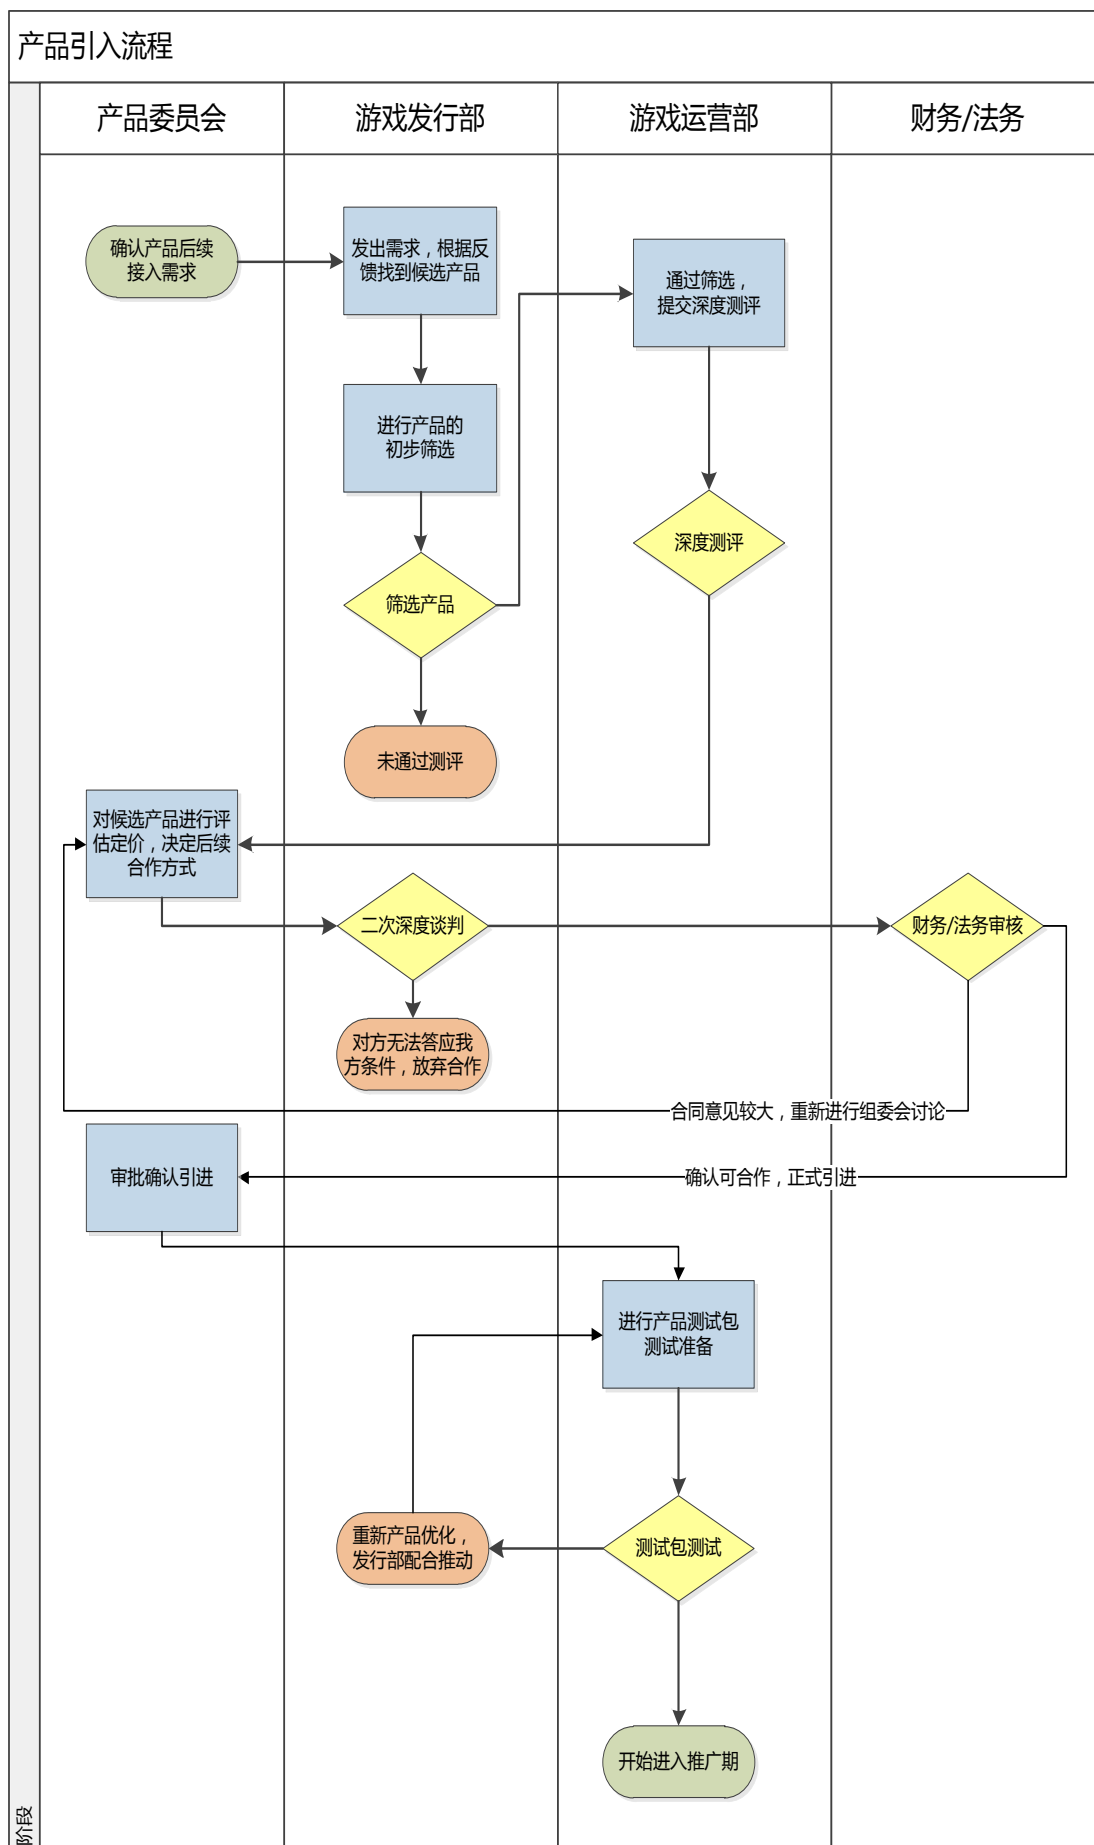 产品引入流程
产品委员会
游戏发行部
游戏运营部
财务/法务
确认产品后续
接入需求
发出需求，根据反
馈找到候选产品
通过筛选，
提交深度测评
进行产品的
初步筛选
深度测评
筛选产品
未通过测评
对候选产品进行评
估定价，决定后续
合作方式
二次深度谈判
财务/法务审核
对方无法答应我
方条件，放弃合作
合同意见较大，重新进行组委会讨论
审批确认引进
确认可合作，正式引进
进行产品测试包
测试准备
重新产品优化，
发行部配合推动
测试包测试
开始进入推广期
阶段